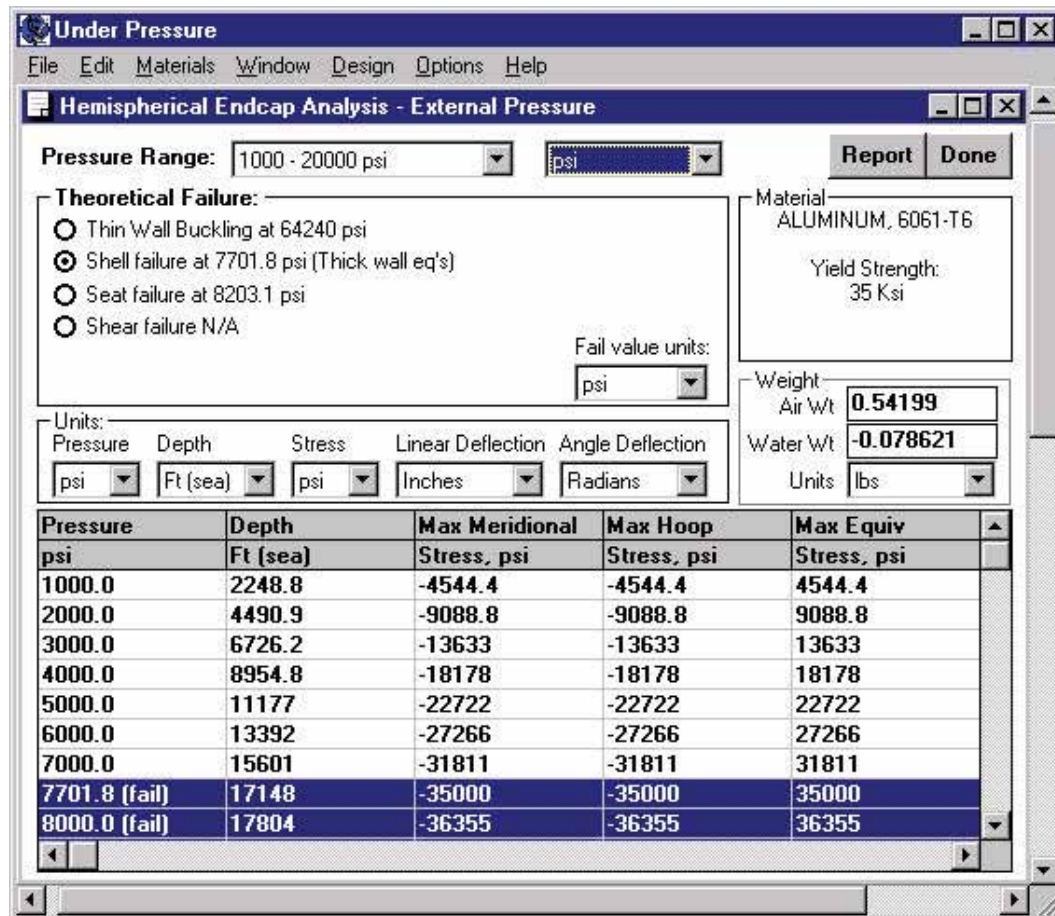 Under Pressure
File Edit Materials Window Design Options Help
Hemispherical Endcap Analysis - External Pressure
Pressure Range: 1000 - 20000 psi psi Report Done
Theoretical Failure:
Thin Wall Buckling at 64240 psi
Shell failure at 7701.8 psi (Thick wall eq's)
Seat failure at 8203.1 psi
Shear failure N/A
Fail value units:
psi
Material
ALUMINUM, 6061-T6
Yield Strength:
35 Ksi
Weight
Air Wt 0.54199
Water Wt -0.078621
Units lbs
Units:
Pressure Depth Stress Linear Deflection Angle Deflection
psi Ft (sea) psi Inches Radians
Pressure Depth Max Meridional Max Hoop Max Equiv
psi Ft (sea) Stress, psi Stress, psi Stress, psi
1000.0 2248.8 -4544.4 -4544.4 4544.4
2000.0 4490.9 -9088.8 -9088.8 9088.8
3000.0 6726.2 -13633 -13633 13633
4000.0 8954.8 -18178 -18178 18178
5000.0 11177 -22722 -22722 22722
6000.0 13392 -27266 -27266 27266
7000.0 15601 -31811 -31811 31811
7701.8 (fail) 17148 -35000 -35000 35000
8000.0 (fail) 17804 -36355 -36355 36355